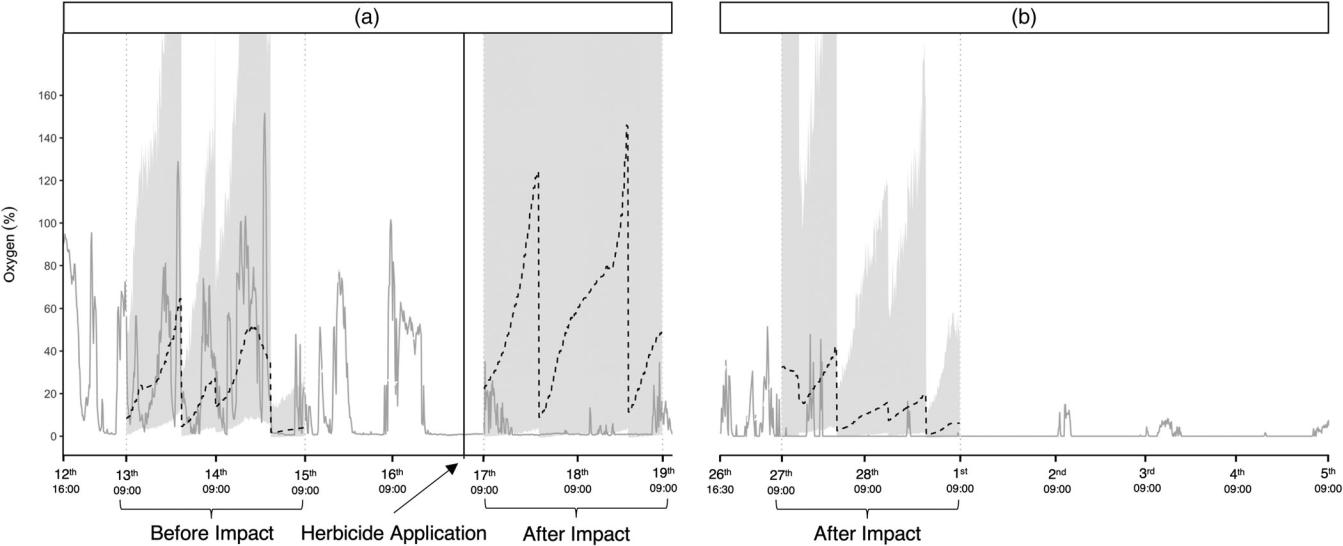 (a)
(b)
Oxygen (%)
160
140
120
100
80
60
40
20
0
12th 13th 14th 15th 16th 17th 18th 19th
16:00 09:00 09:00 09:00 09:00 09:00 09:00 09:00
26th 27th 28th 1st 2nd 3rd 4th 5th
16:30 09:00 09:00 09:00 09:00 09:00 09:00 09:00
Before Impact
Herbicide Application
After Impact
After Impact